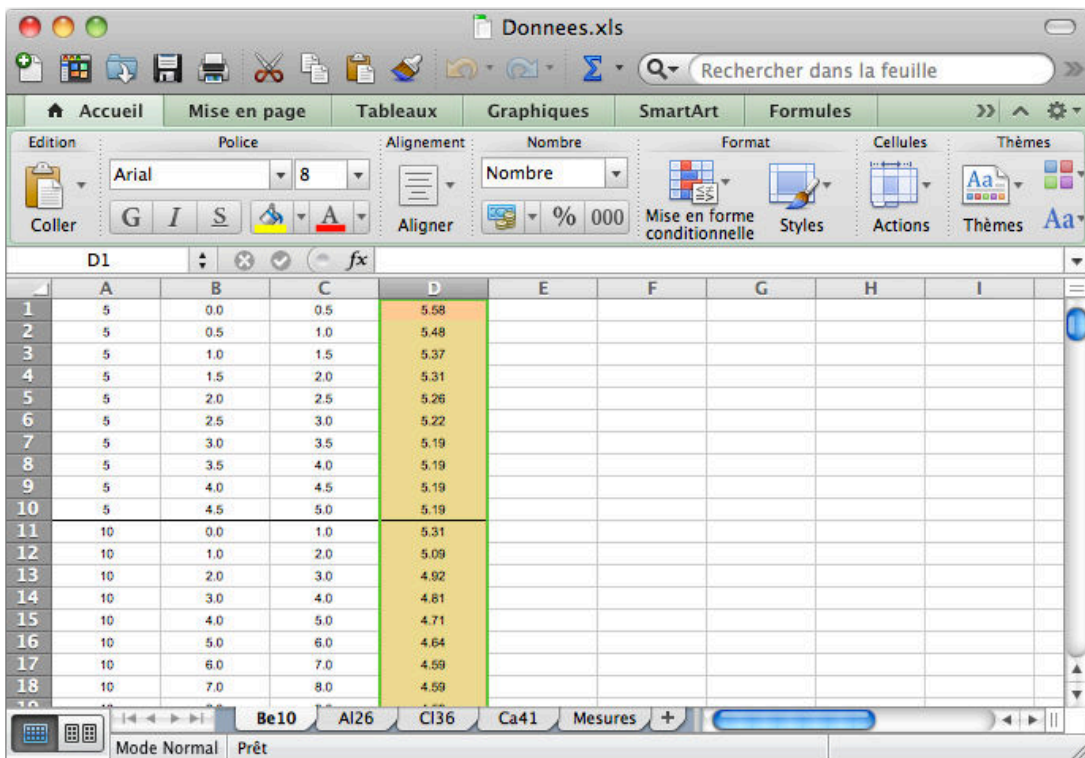 Donnees.xls
Rechercher dans la feuille
Accueil Mise en page Tableaux Graphiques SmartArt Formules
Edition Police Alignement Nombre Format Cellules Thèmes
Arial 8 Nombre
Coller G I S A Aligner % 000 Mise en forme conditionnelle Styles Actions Aa Thèmes Aa
D1 fx
A B C D E F G H I
1 5 0.0 0.5 5.58
2 5 0.5 1.0 5.48
3 5 1.0 1.5 5.37
4 5 1.5 2.0 5.31
5 5 2.0 2.5 5.26
6 5 2.5 3.0 5.22
7 5 3.0 3.5 5.19
8 5 3.5 4.0 5.19
9 5 4.0 4.5 5.19
10 5 4.5 5.0 5.19
11 10 0.0 1.0 5.31
12 10 1.0 2.0 5.09
13 10 2.0 3.0 4.92
14 10 3.0 4.0 4.81
15 10 4.0 5.0 4.71
16 10 5.0 6.0 4.64
17 10 6.0 7.0 4.59
18 10 7.0 8.0 4.59
Be10 Al26 Cl36 Ca41 Mesures
Mode Normal Prêt